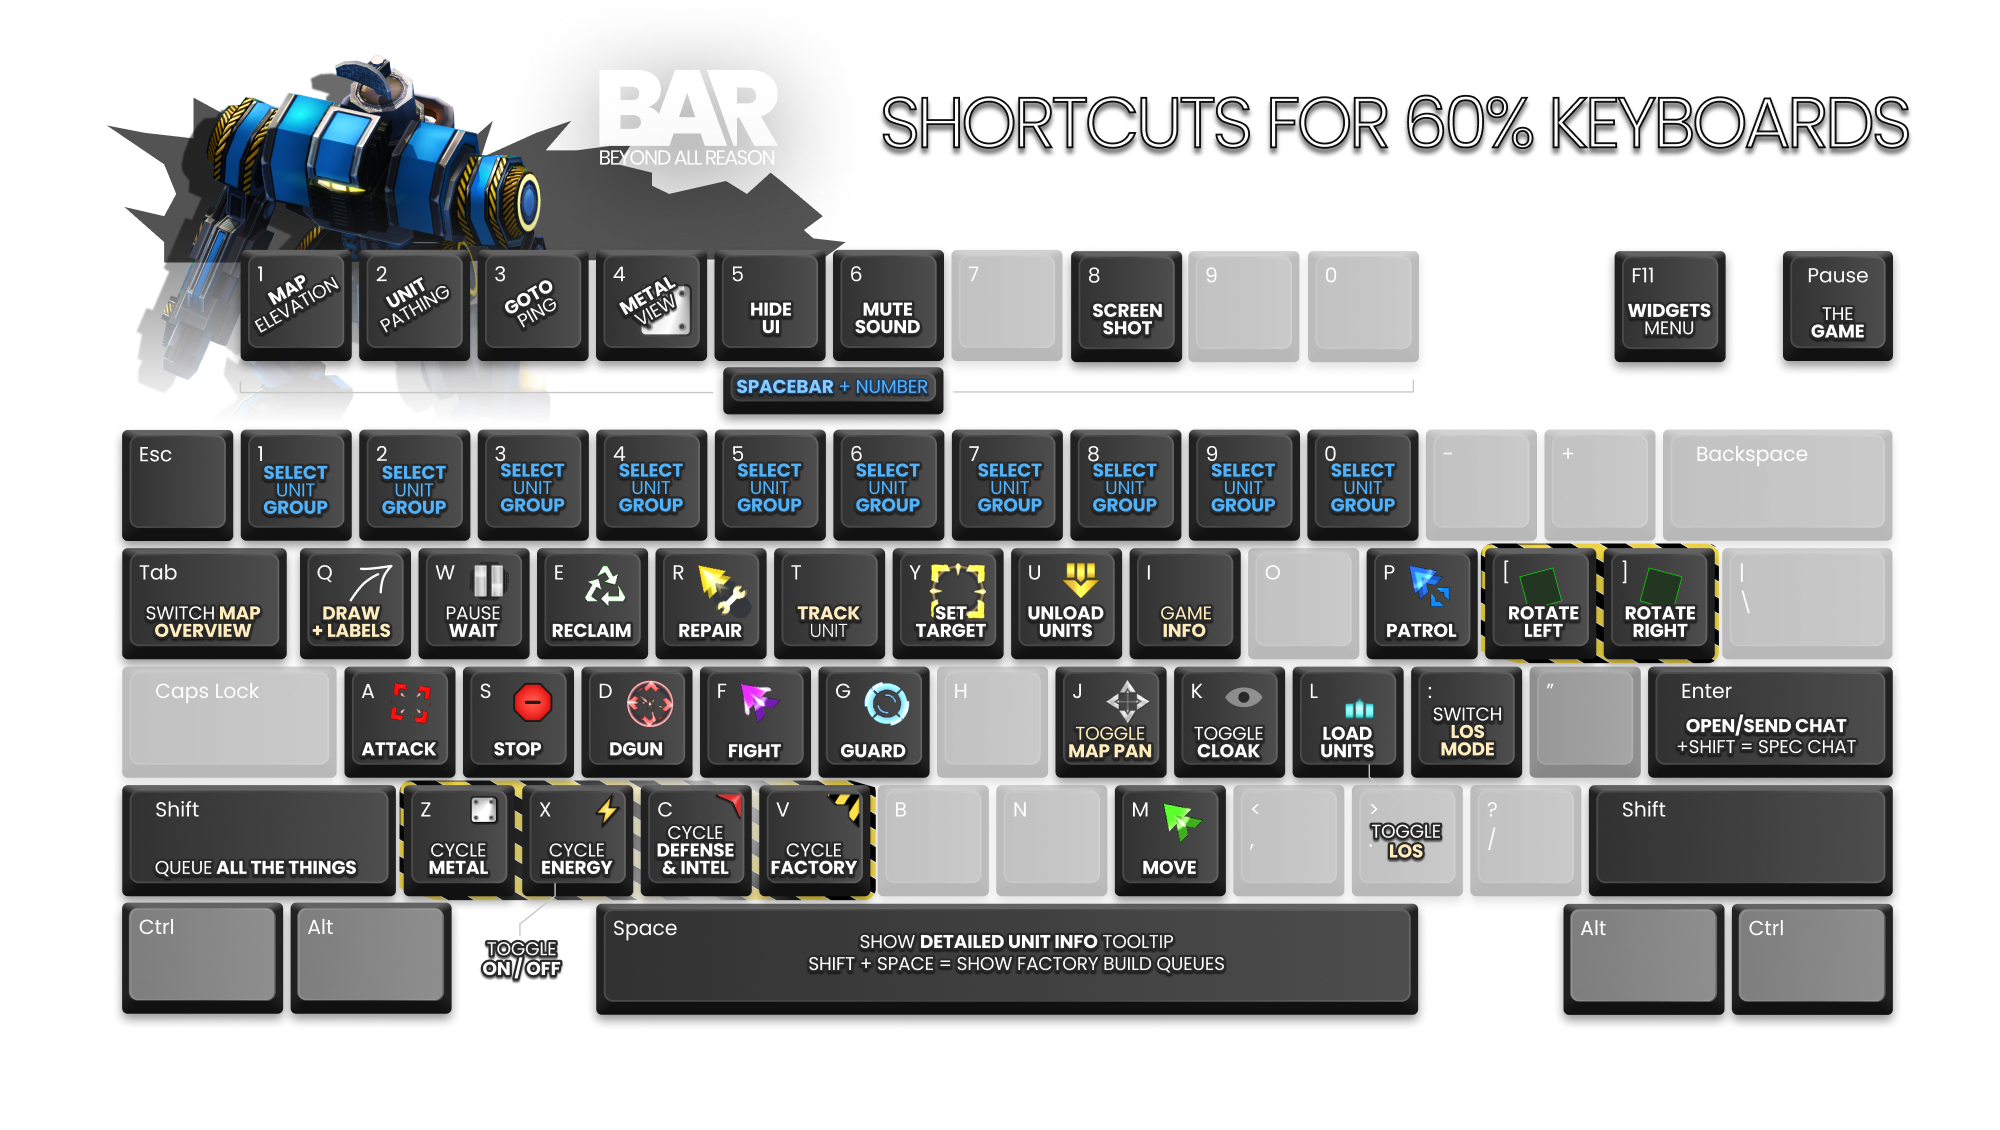 BAR
BEYOND ALL REASON
SHORTCUTS FOR 60% KEYBOARDS
1
MAP
ELEVATION
2
UNIT
PATHING
3
GOTO
PING
4
METAL
VIEW
5
HIDE
UI
6
MUTE
SOUND
7
8
SCREEN
SHOT
9
0
F11
WIDGETS
MENU
Pause
THE
GAME
SPACEBAR + NUMBER
Esc
1
SELECT
UNIT
GROUP
2
SELECT
UNIT
GROUP
3
SELECT
UNIT
GROUP
4
SELECT
UNIT
GROUP
5
SELECT
UNIT
GROUP
6
SELECT
UNIT
GROUP
7
SELECT
UNIT
GROUP
8
SELECT
UNIT
GROUP
9
SELECT
UNIT
GROUP
0
SELECT
UNIT
GROUP
-
+
Backspace
Tab
SWITCH MAP
OVERVIEW
Q
DRAW
+ LABELS
W
PAUSE
WAIT
E
RECLAIM
R
REPAIR
T
TRACK
UNIT
Y
SET
TARGET
U
UNLOAD
UNITS
I
GAME
INFO
O
P
PATROL
[
ROTATE
LEFT
]
ROTATE
RIGHT
|
\
Caps Lock
A
ATTACK
S
STOP
D
DGUN
F
FIGHT
G
GUARD
H
J
TOGGLE
MAP PAN
K
TOGGLE
CLOAK
L
LOAD
UNITS
:
SWITCH
LOS
MODE
"
Enter
OPEN/SEND CHAT
+SHIFT = SPEC CHAT
Shift
QUEUE ALL THE THINGS
Z
CYCLE
METAL
X
CYCLE
ENERGY
C
CYCLE
DEFENSE
& INTEL
V
CYCLE
FACTORY
B
N
M
MOVE
<
,
>
.
TOGGLE
LOS
?
/
Shift
Ctrl
Alt
TOGGLE
ON/OFF
Space
SHOW DETAILED UNIT INFO TOOLTIP
SHIFT + SPACE = SHOW FACTORY BUILD QUEUES
Alt
Ctrl